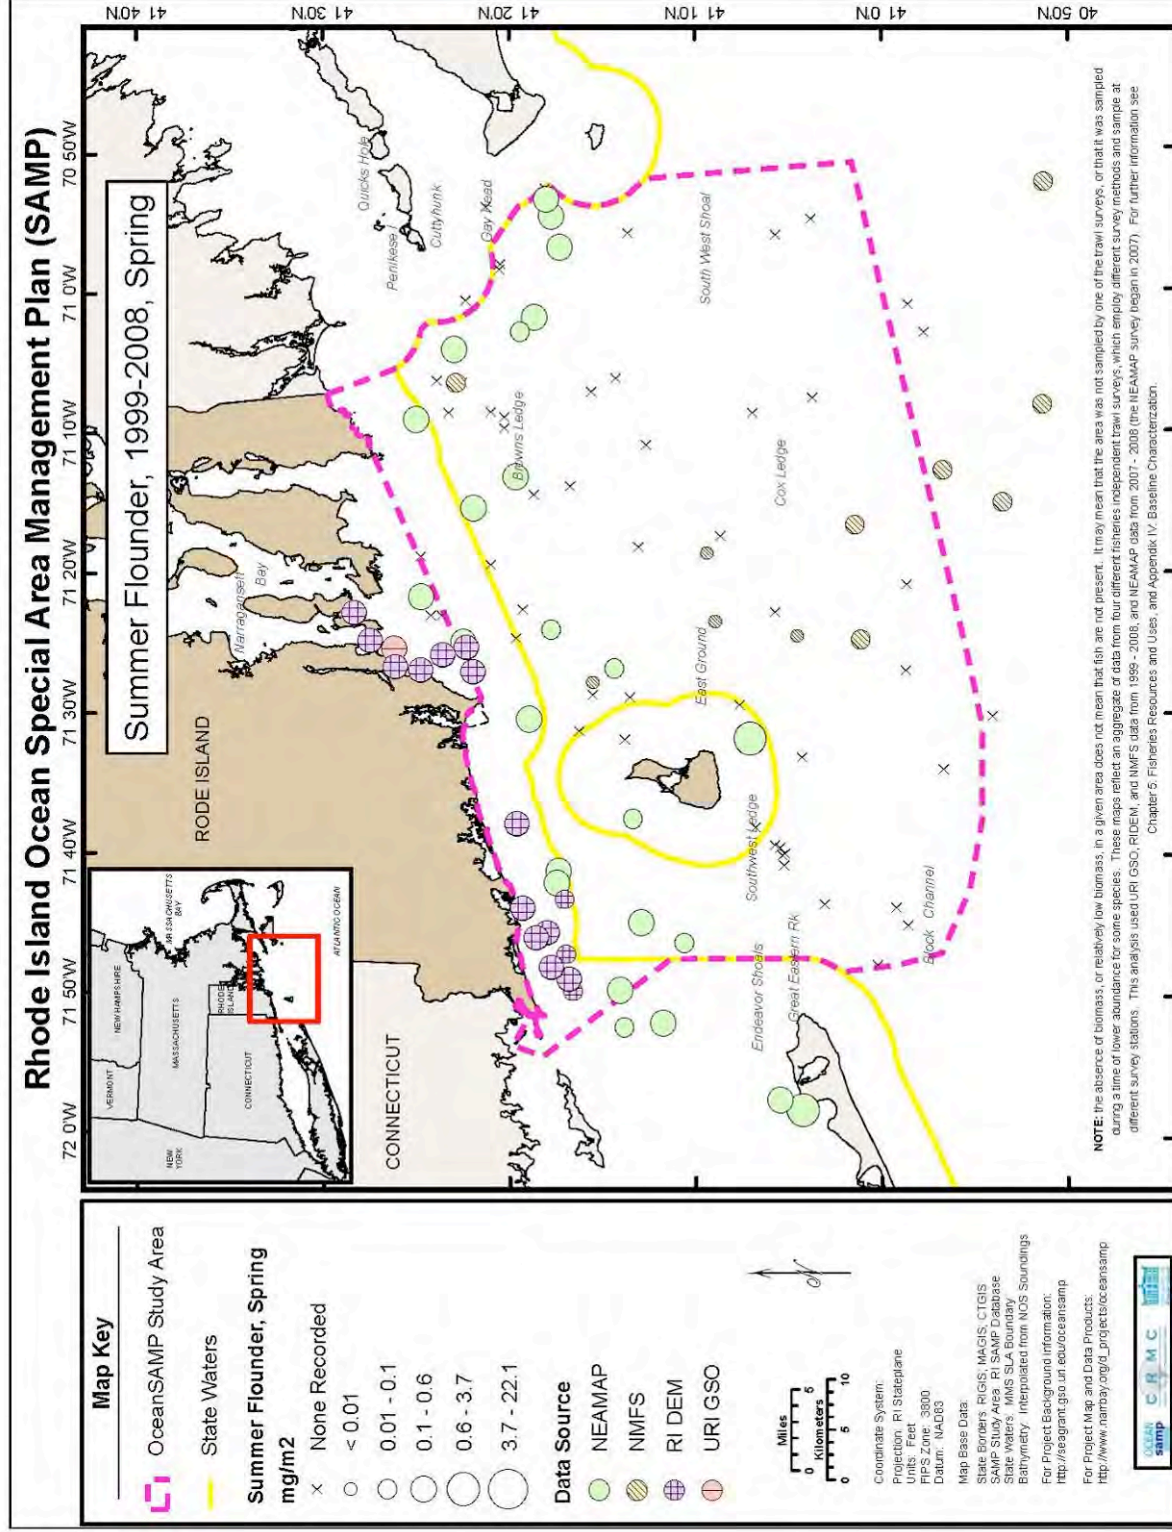 Rhode Island Ocean Special Area Management Plan (SAMP)
Summer Flounder, 1999-2008, Spring
72 0'W
71 50'W
71 40'W
71 30'W
71 20'W
71 10'W
71 0'W
70 50'W
41 40'N
41 30'N
41 20'N
41 10'N
41 0'N
40 50'N
VERMONT
NEW HAMPSHIRE
NEW
YORK
MASSACHUSETTS
MASSACHUSETTS
BAY
CONNECTICUT
RHODE
ISLAND
ATLANTIC OCEAN
RODE ISLAND
CONNECTICUT
Narragansett
Bay
Quicks Hole
Penikese I
Cuttyhunk
Gay Head
Browns Ledge
South West Shoal
Cox Ledge
East Ground
Southwest Ledge
Endeavor Shoals
Great Eastern Rk
Block Channel
Map Key
OceanSAMP Study Area
State Waters
Summer Flounder, Spring
mg/m2
None Recorded
< 0.01
0.01 - 0.1
0.1 - 0.6
0.6 - 3.7
3.7 - 22.1
Data Source
NEAMAP
NMFS
RI DEM
URI GSO
Miles
0 5
Kilometers
0 5 10
N
Coordinate System:
Projection: RI Stateplane
Units: Feet
FIPS Zone: 3800
Datum: NAD83
Map Base Data:
State Borders: RIGIS; MAGIS; CTGIS
SAMP Study Area: RI SAMP Database
State Waters: MMS SLA Boundary
Bathymetry: Interpolated from NOS Soundings
For Project Background information:
http://seagrant.gso.uri.edu/oceansamp
For Project Map and Data Products:
http://www.narrbay.org/d_projects/oceansamp
OCEAN
samp
C R M C
NOTE: the absence of biomass, or relatively low biomass, in a given area does not mean that fish are not present. It may mean that the area was not sampled by one of the trawl surveys, or that it was sampled
during a time of lower abundance for some species. These maps reflect an aggregate of data from four different fisheries independent trawl surveys, which employ different survey methods and sample at
different survey stations. This analysis used URI GSO, RIDEM, and NMFS data from 1999 - 2008, and NEAMAP data from 2007 - 2008 (the NEAMAP survey began in 2007). For further information see
Chapter 5: Fisheries Resources and Uses, and Appendix IV: Baseline Characterization.